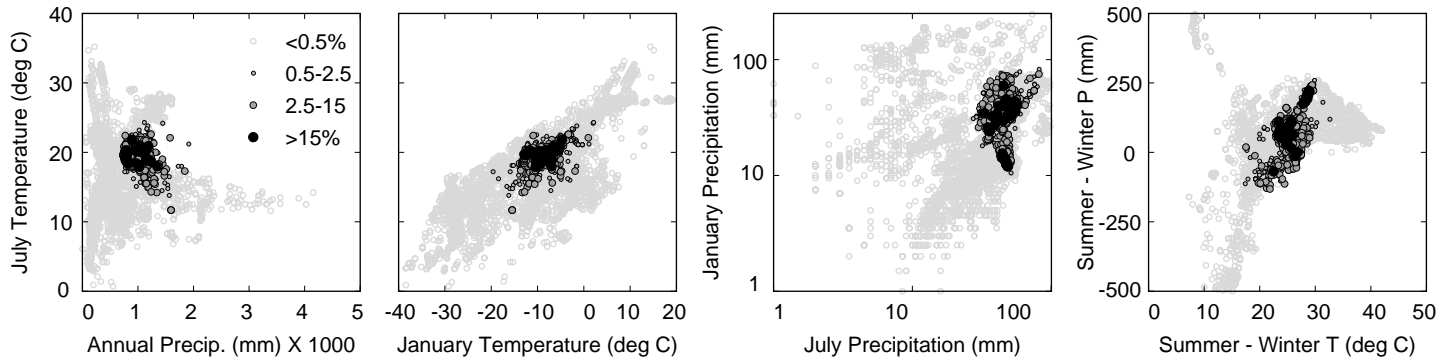 40
30
20
10
0
July Temperature (deg C)
<0.5%
0.5-2.5
2.5-15
>15%
0 1 2 3 4 5
Annual Precip. (mm) X 1000
-40 -30 -20 -10 0 10 20
January Temperature (deg C)
100
10
1
January Precipitation (mm)
1 10 100
July Precipitation (mm)
500
250
0
-250
-500
Summer - Winter P (mm)
0 10 20 30 40 50
Summer - Winter T (deg C)